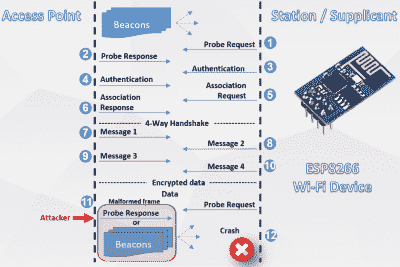 Access Point
Station / Supplicant
Beacons
Probe Request
1
2
Probe Response
Authentication
3
4
Authentication
Association
Request
5
Association
Response
6
4-Way Handshake
7
Message 1
Message 2
8
9
Message 3
Message 4
10
ESP8266
Wi-Fi Device
Encrypted data
Data
11
Malformed frame
Probe Request
Attacker
Probe Response
or
Beacons
Crash
12